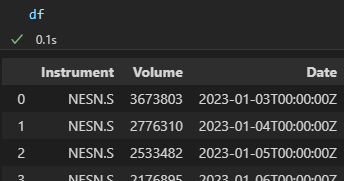 df
0.1s
Instrument Volume Date
0 NESN.S 3673803 2023-01-03T00:00:00Z
1 NESN.S 2776310 2023-01-04T00:00:00Z
2 NESN.S 2533482 2023-01-05T00:00:00Z
3 NESN.S 2176895 2023-01-06T00:00:00Z